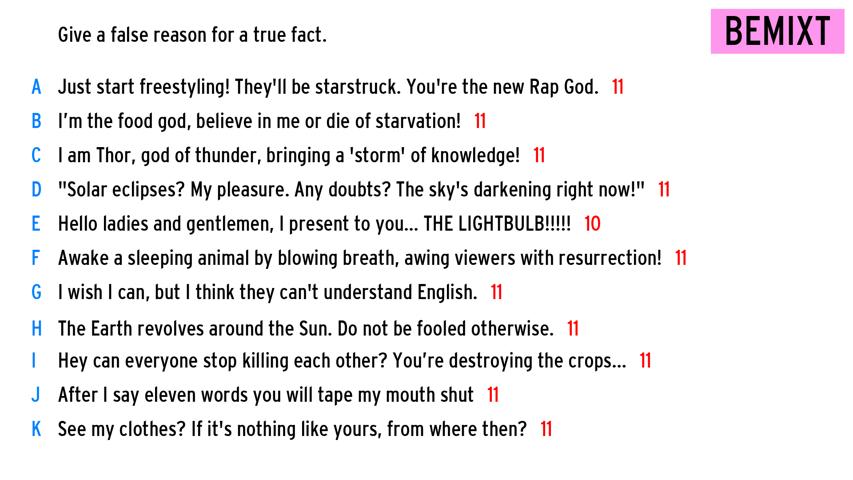 Give a false reason for a true fact.
BEMIXT
A Just start freestyling! They'll be starstruck. You're the new Rap God. 11
B I'm the food god, believe in me or die of starvation! 11
C I am Thor, god of thunder, bringing a 'storm' of knowledge! 11
D "Solar eclipses? My pleasure. Any doubts? The sky's darkening right now!" 11
E Hello ladies and gentlemen, I present to you... THE LIGHTBULB!!!!! 10
F Awake a sleeping animal by blowing breath, awing viewers with resurrection! 11
G I wish I can, but I think they can't understand English. 11
H The Earth revolves around the Sun. Do not be fooled otherwise. 11
I Hey can everyone stop killing each other? You're destroying the crops... 11
J After I say eleven words you will tape my mouth shut 11
K See my clothes? If it's nothing like yours, from where then? 11